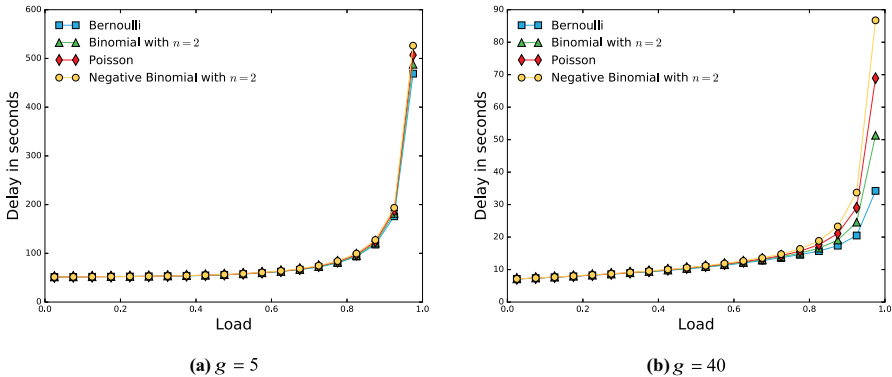 600
500
400
300
200
100
0
0.0 0.2 0.4 0.6 0.8 1.0
Delay in seconds
Load
Bernoulli
Binomial with n = 2
Poisson
Negative Binomial with n = 2
(a) g = 5
90
80
70
60
50
40
30
20
10
0
0.0 0.2 0.4 0.6 0.8 1.0
Delay in seconds
Load
Bernoulli
Binomial with n = 2
Poisson
Negative Binomial with n = 2
(b) g = 40